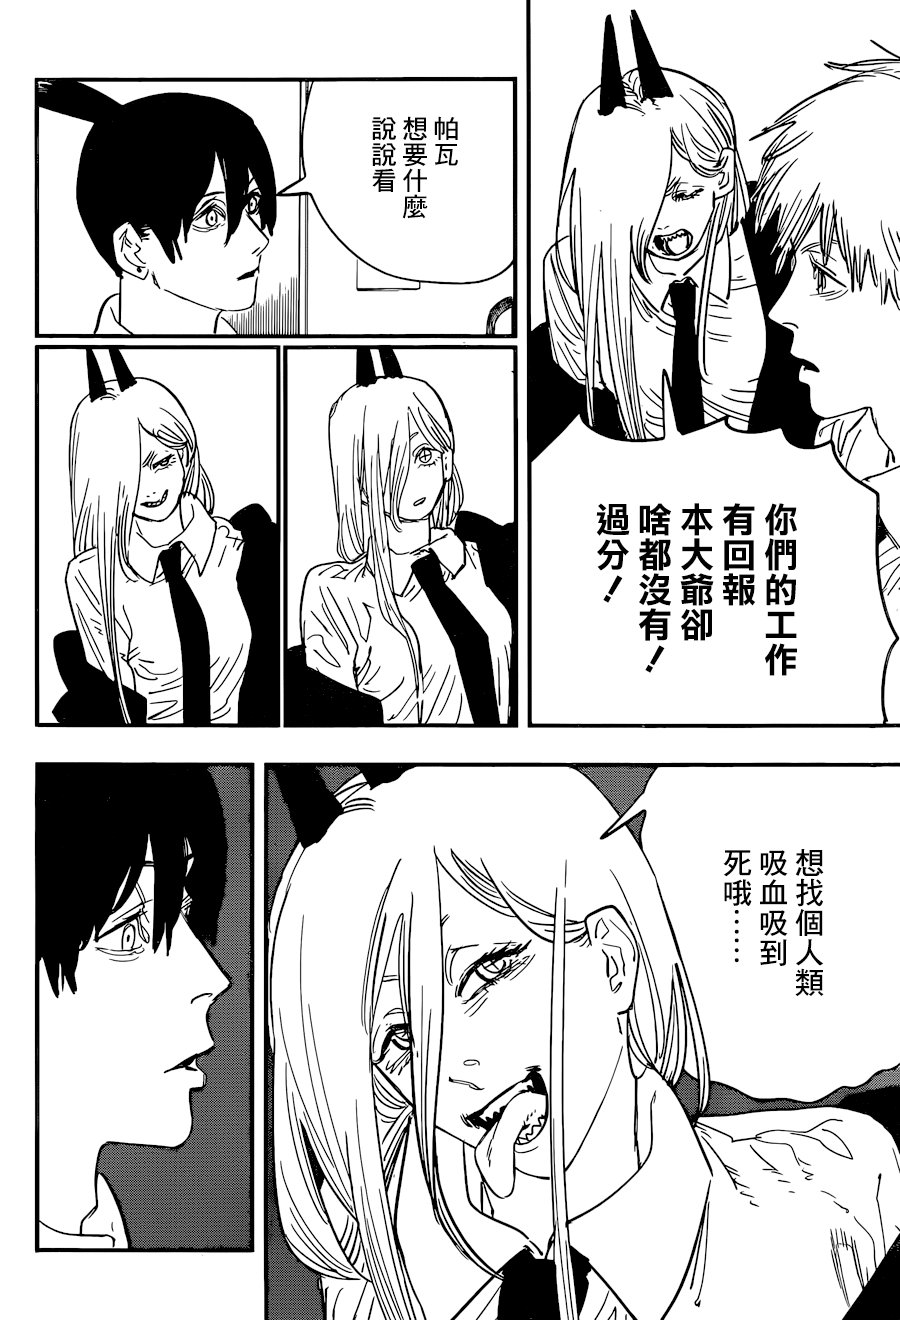 你們的工作
有回報
本大爺卻
啥都沒有！
過分！
帕瓦
想要什麼
說說看
想找個人類
吸血吸到
死哦……